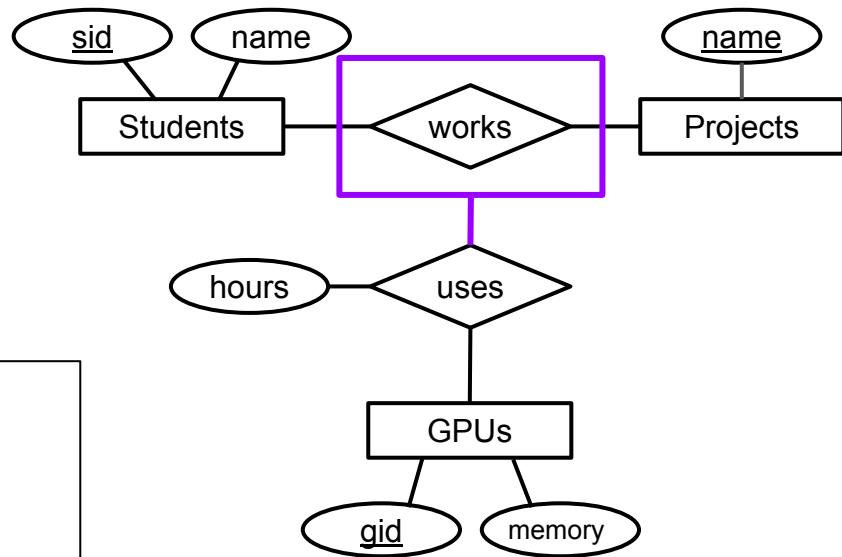 sid
name
name
Students
works
Projects
hours
uses
GPUs
gid
memory